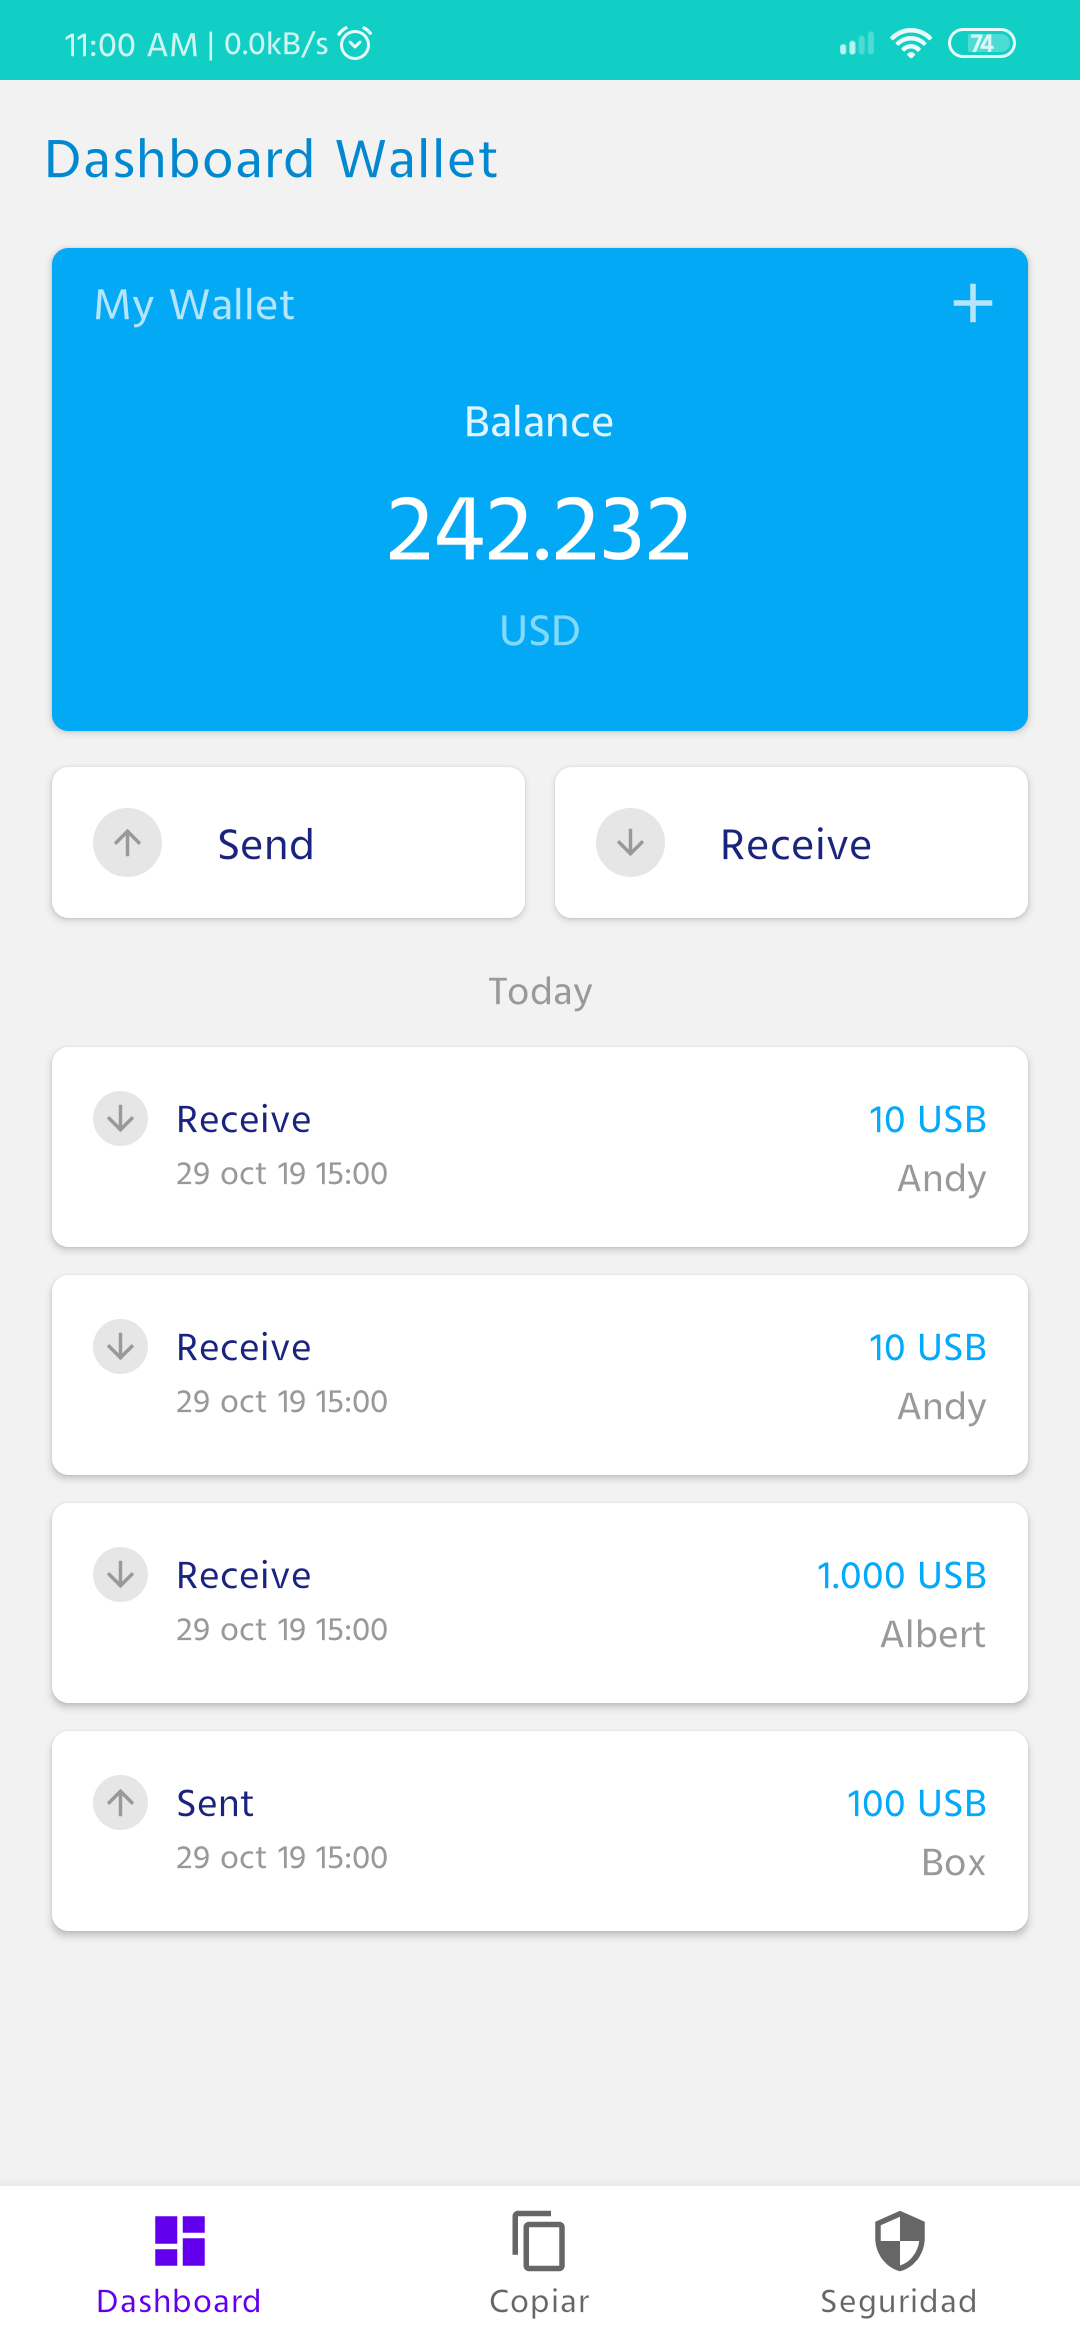 11:00 AM | 0.0kB/s 74
Dashboard Wallet
My Wallet
Balance
242.232
USD
Send Receive
Today
Receive 10 USB
29 oct 19 15:00 Andy
Receive 10 USB
29 oct 19 15:00 Andy
Receive 1.000 USB
29 oct 19 15:00 Albert
Sent 100 USB
29 oct 19 15:00 Box
Dashboard Copiar Seguridad